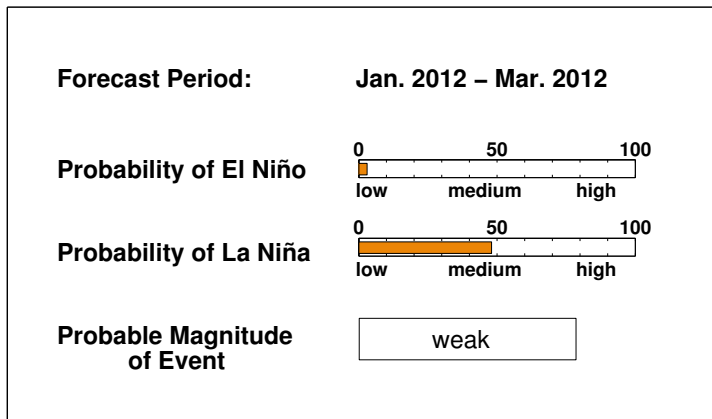 Forecast Period: Jan. 2012 – Mar. 2012
0 50 100
Probability of El Niño
low medium high
0 50 100
Probability of La Niña
low medium high
Probable Magnitude
of Event
weak